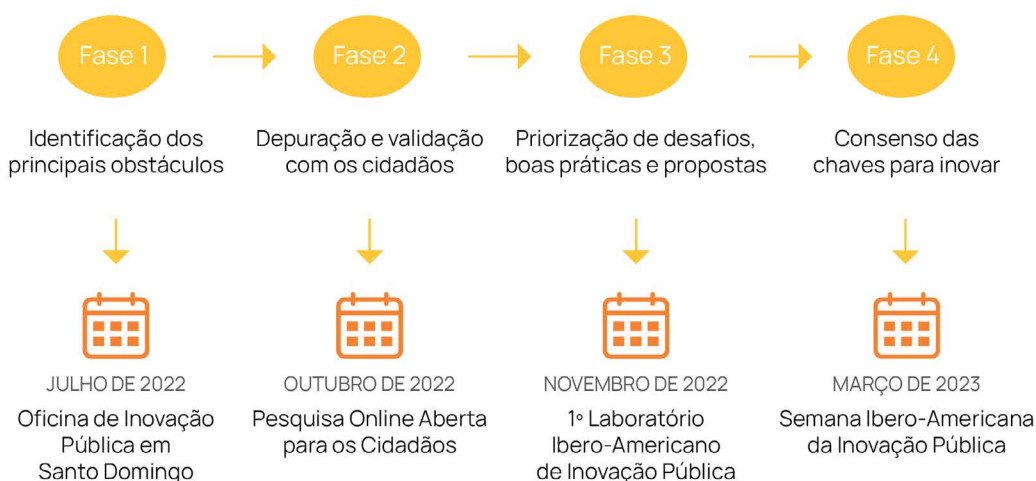 Fase 1
Fase 2
Fase 3
Fase 4
Identificação dos
principais obstáculos
Depuração e validação
com os cidadãos
Priorização de desafios,
boas práticas e propostas
Consenso das
chaves para inovar
JULHO DE 2022
Oficina de Inovação
Pública em
Santo Domingo
OUTUBRO DE 2022
Pesquisa Online Aberta
para os Cidadãos
NOVEMBRO DE 2022
1º Laboratório
Ibero-Americano
de Inovação Pública
MARÇO DE 2023
Semana Ibero-Americana
da Inovação Pública